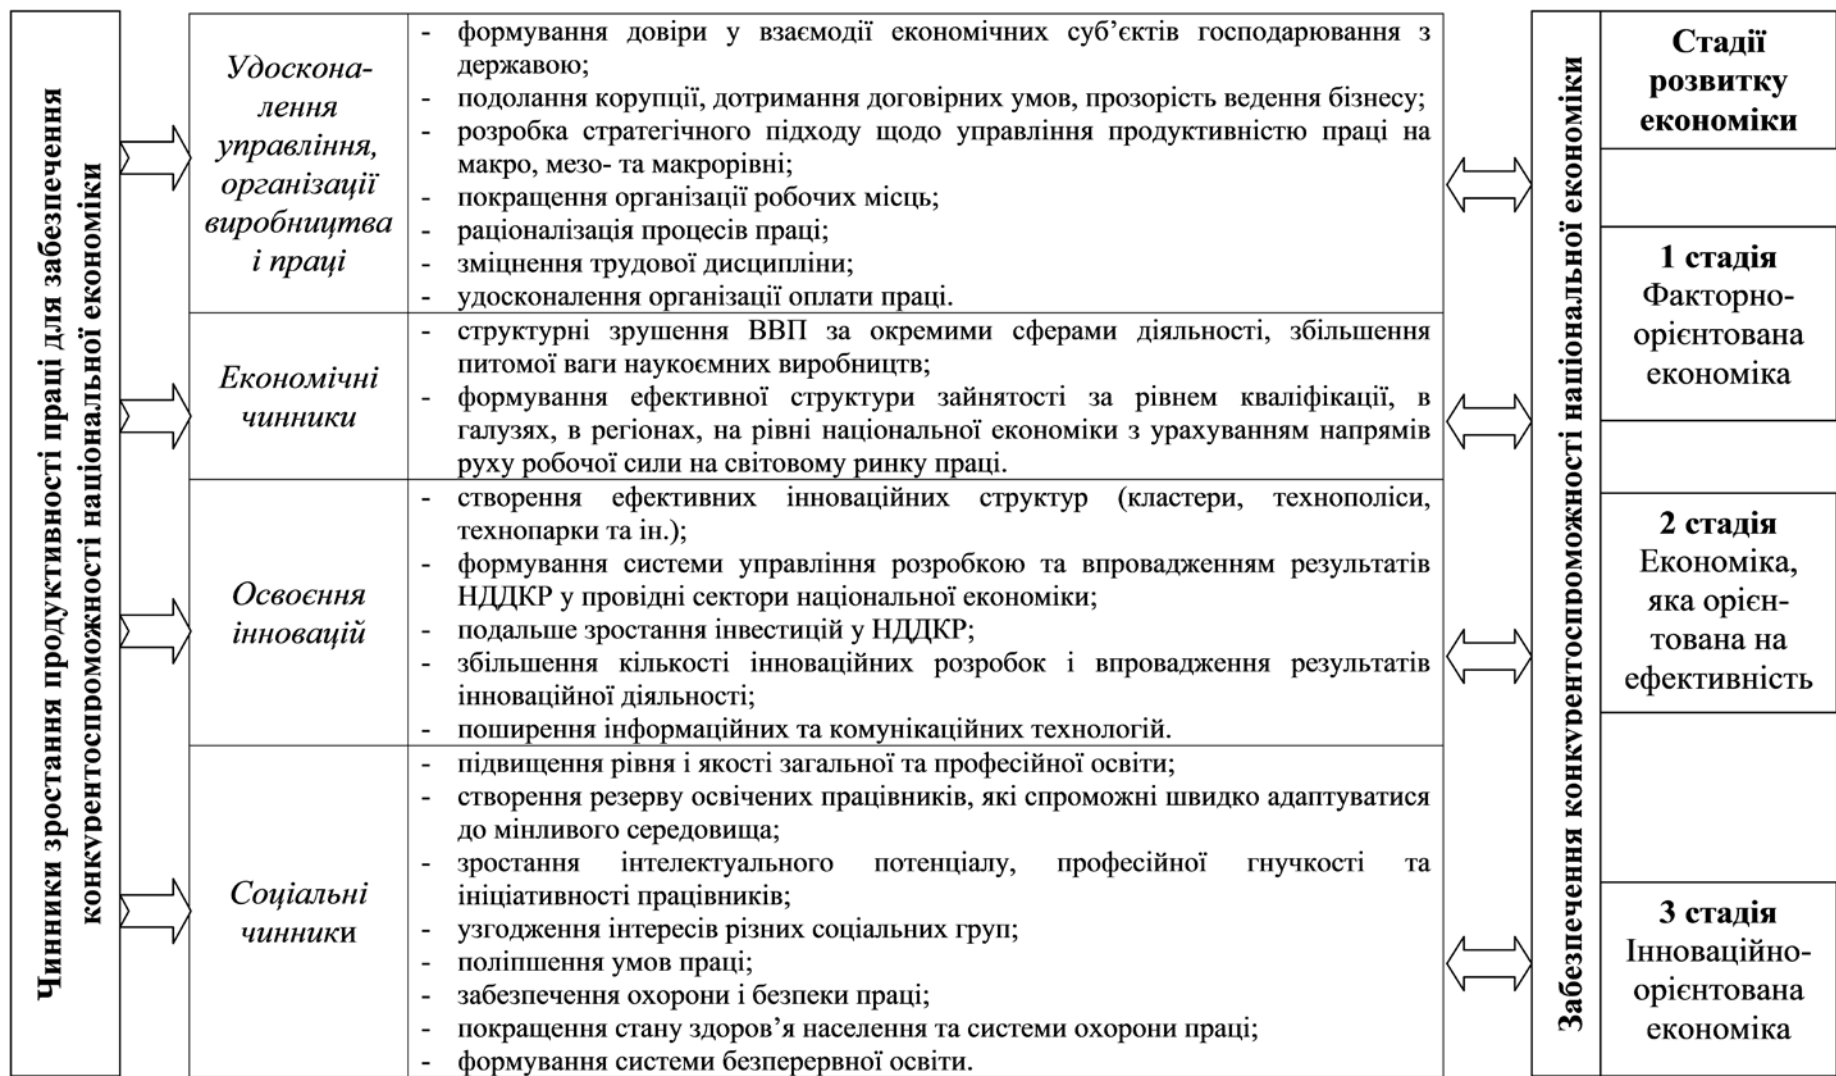 Чинники зростання продуктивності праці для забезпечення
конкурентоспроможності національної економіки
Удоскона-
лення
управління,
організації
виробництва
і праці
- формування довіри у взаємодії економічних суб’єктів господарювання з
державою;
- подолання корупції, дотримання договірних умов, прозорість ведення бізнесу;
- розробка стратегічного підходу щодо управління продуктивністю праці на
макро, мезо- та макрорівні;
- покращення організації робочих місць;
- раціоналізація процесів праці;
- зміцнення трудової дисципліни;
- удосконалення організації оплати праці.
Економічні
чинники
- структурні зрушення ВВП за окремими сферами діяльності, збільшення
питомої ваги наукоємних виробництв;
- формування ефективної структури зайнятості за рівнем кваліфікації, в
галузях, в регіонах, на рівні національної економіки з урахуванням напрямів
руху робочої сили на світовому ринку праці.
Освоєння
інновацій
- створення ефективних інноваційних структур (кластери, технополіси,
технопарки та ін.);
- формування системи управління розробкою та впровадженням результатів
НДДКР у провідні сектори національної економіки;
- подальше зростання інвестицій у НДДКР;
- збільшення кількості інноваційних розробок і впровадження результатів
інноваційної діяльності;
- поширення інформаційних та комунікаційних технологій.
Соціальні
чинники
- підвищення рівня і якості загальної та професійної освіти;
- створення резерву освічених працівників, які спроможні швидко адаптуватися
до мінливого середовища;
- зростання інтелектуального потенціалу, професійної гнучкості та
ініціативності працівників;
- узгодження інтересів різних соціальних груп;
- поліпшення умов праці;
- забезпечення охорони і безпеки праці;
- покращення стану здоров’я населення та системи охорони праці;
- формування системи безперервної освіти.
Забезпечення конкурентоспроможності національної економіки
Стадії
розвитку
економіки
1 стадія
Факторно-
орієнтована
економіка
2 стадія
Економіка,
яка орієн-
тована на
ефективність
3 стадія
Інноваційно-
орієнтована
економіка